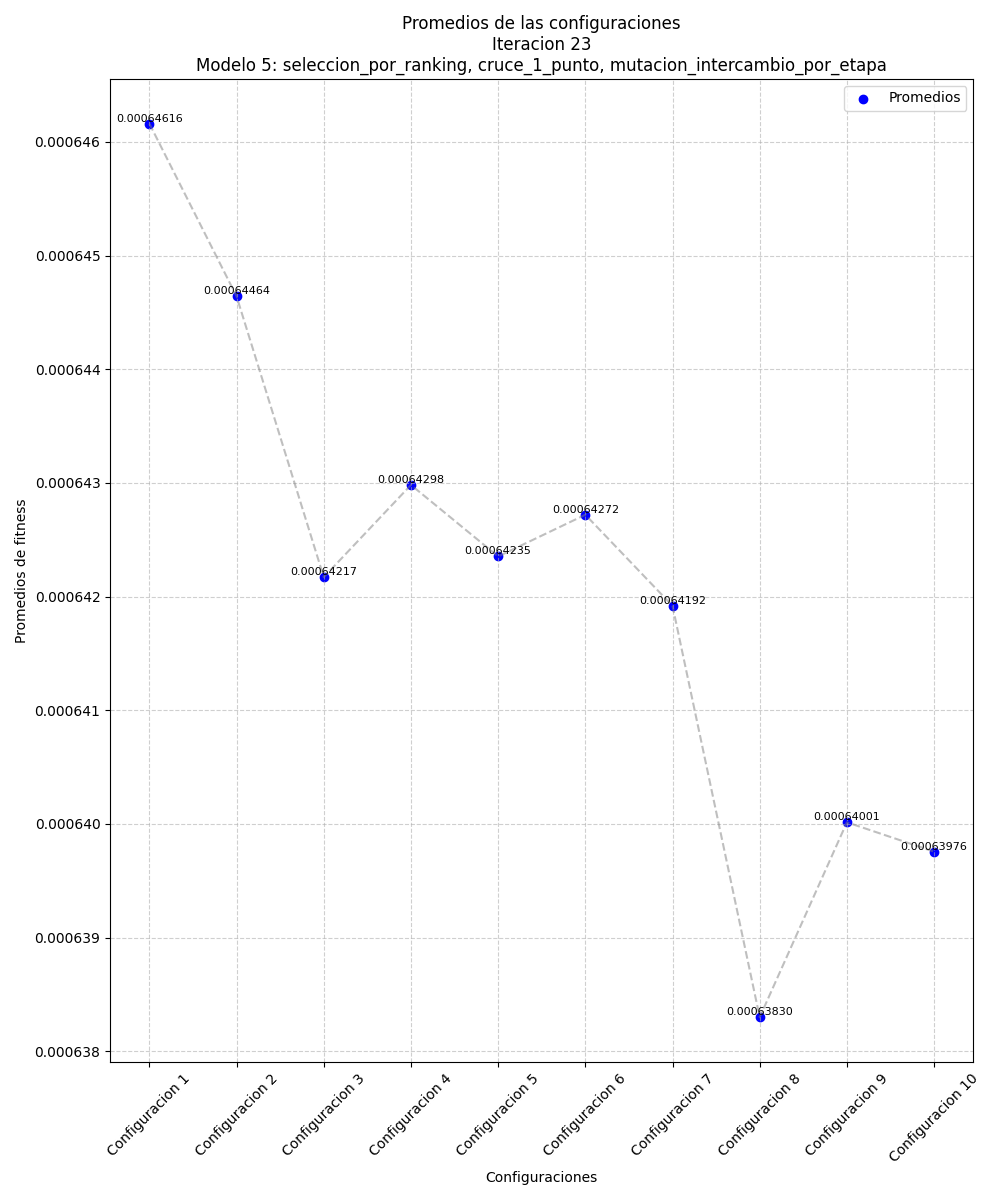 Promedios de las configuraciones
Iteracion 23
Modelo 5: seleccion_por_ranking, cruce_1_punto, mutacion_intercambio_por_etapa
Promedios
0.00064616
0.00064464
0.00064217
0.00064298
0.00064235
0.00064272
0.00064192
0.00063830
0.00064001
0.00063976
0.000646
0.000645
0.000644
0.000643
0.000642
0.000641
0.000640
0.000639
0.000638
Promedios de fitness
Configuracion 1
Configuracion 2
Configuracion 3
Configuracion 4
Configuracion 5
Configuracion 6
Configuracion 7
Configuracion 8
Configuracion 9
Configuracion 10
Configuraciones